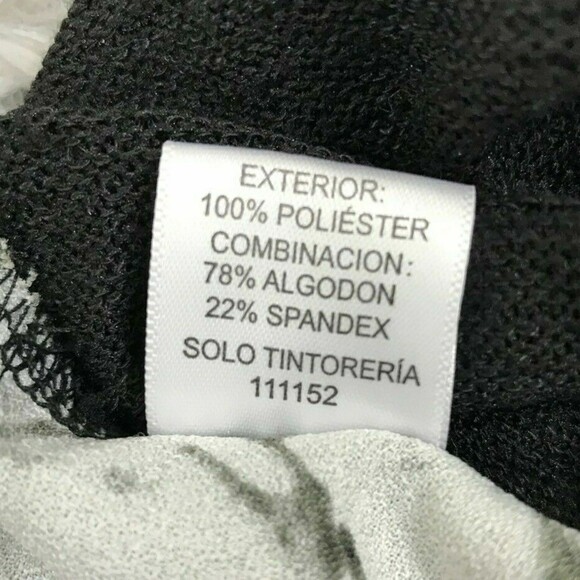 EXTERIOR:
100% POLIÉSTER
COMBINACION:
78% ALGODON
22% SPANDEX
SOLO TINTORERÍA
111152